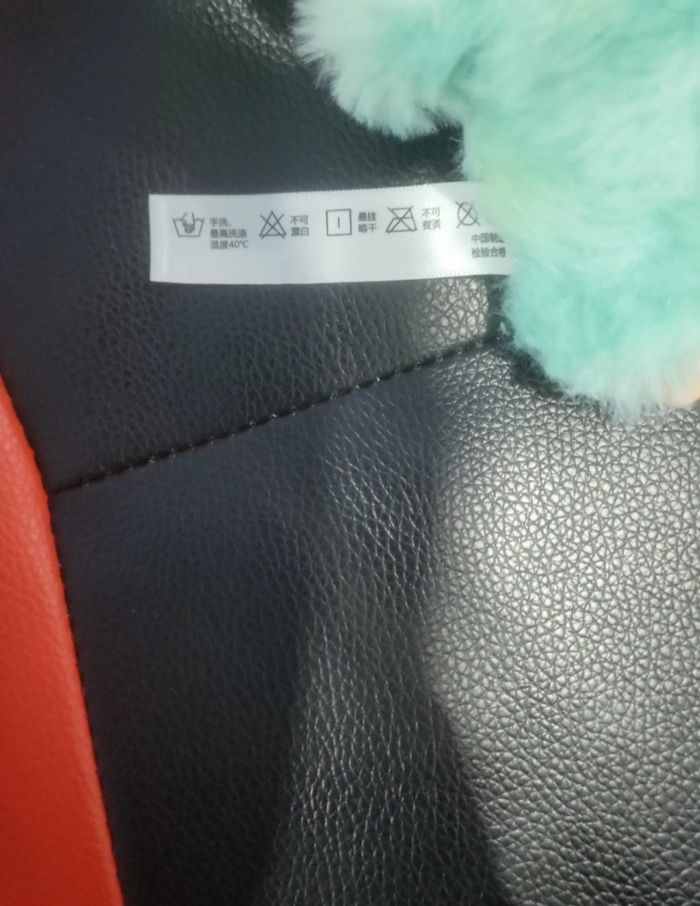 手洗,
最高洗涤
温度40℃
不可
漂白
悬挂
晾干
不可
熨烫
中国制造
检验合格